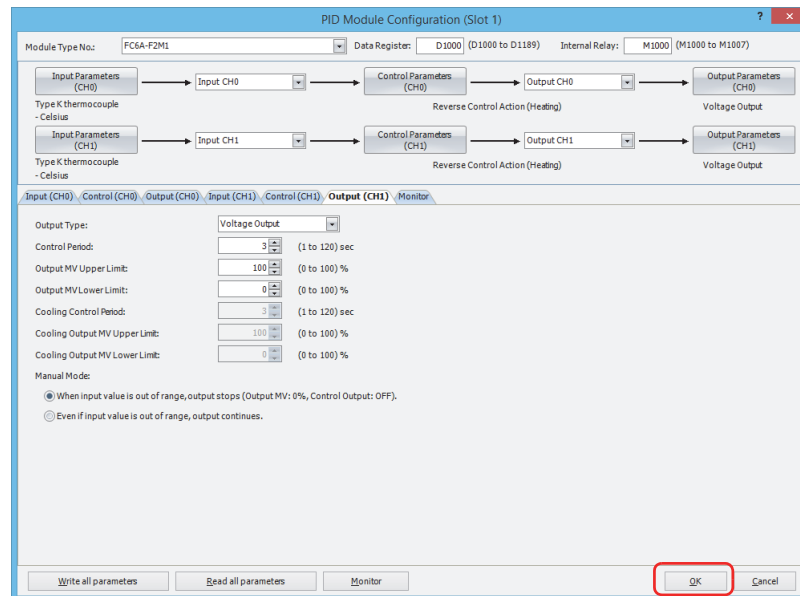 PID Module Configuration (Slot 1)
? ×
Module Type No.: FC6A-F2M1 Data Register: D1000 (D1000 to D1189) Internal Relay: M1000 (M1000 to M1007)
Input Parameters (CH0) Input CH0 Control Parameters (CH0) Output CH0 Output Parameters (CH0)
Type K thermocouple Reverse Control Action (Heating) Voltage Output
- Celsius
Input Parameters (CH1) Input CH1 Control Parameters (CH1) Output CH1 Output Parameters (CH1)
Type K thermocouple Reverse Control Action (Heating) Voltage Output
- Celsius
Input (CH0) Control (CH0) Output (CH0) Input (CH1) Control (CH1) Output (CH1) Monitor
Output Type: Voltage Output
Control Period: 3 (1 to 120) sec
Output MV Upper Limit: 100 (0 to 100) %
Output MV Lower Limit: 0 (0 to 100) %
Cooling Control Period: 3 (1 to 120) sec
Cooling Output MV Upper Limit: 100 (0 to 100) %
Cooling Output MV Lower Limit: 0 (0 to 100) %
Manual Mode:
When input value is out of range, output stops (Output MV: 0%, Control Output: OFF).
Even if input value is out of range, output continues.
Write all parameters Read all parameters Monitor OK Cancel